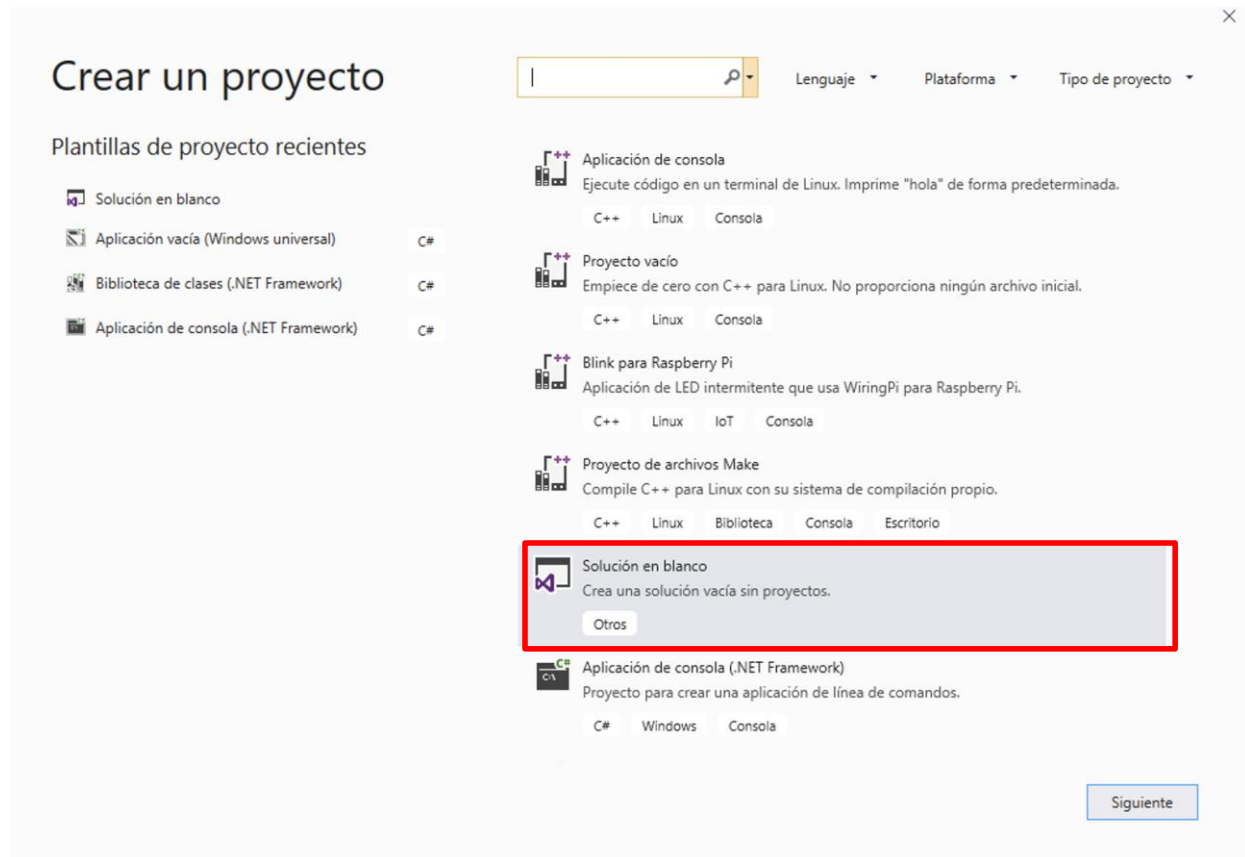 Crear un proyecto
Lenguaje
Plataforma
Tipo de proyecto
Plantillas de proyecto recientes
Solución en blanco
Aplicación vacía (Windows universal) C#
Biblioteca de clases (.NET Framework) C#
Aplicación de consola (.NET Framework) C#
++
Aplicación de consola
Ejecute código en un terminal de Linux. Imprime "hola" de forma predeterminada.
C++ Linux Consola
++
Proyecto vacío
Empiece de cero con C++ para Linux. No proporciona ningún archivo inicial.
C++ Linux Consola
++
Blink para Raspberry Pi
Aplicación de LED intermitente que usa WiringPi para Raspberry Pi.
C++ Linux IoT Consola
++
Proyecto de archivos Make
Compile C++ para Linux con su sistema de compilación propio.
C++ Linux Biblioteca Consola Escritorio
Solución en blanco
Crea una solución vacía sin proyectos.
Otros
C#
C:\
Aplicación de consola (.NET Framework)
Proyecto para crear una aplicación de línea de comandos.
C# Windows Consola
Siguiente